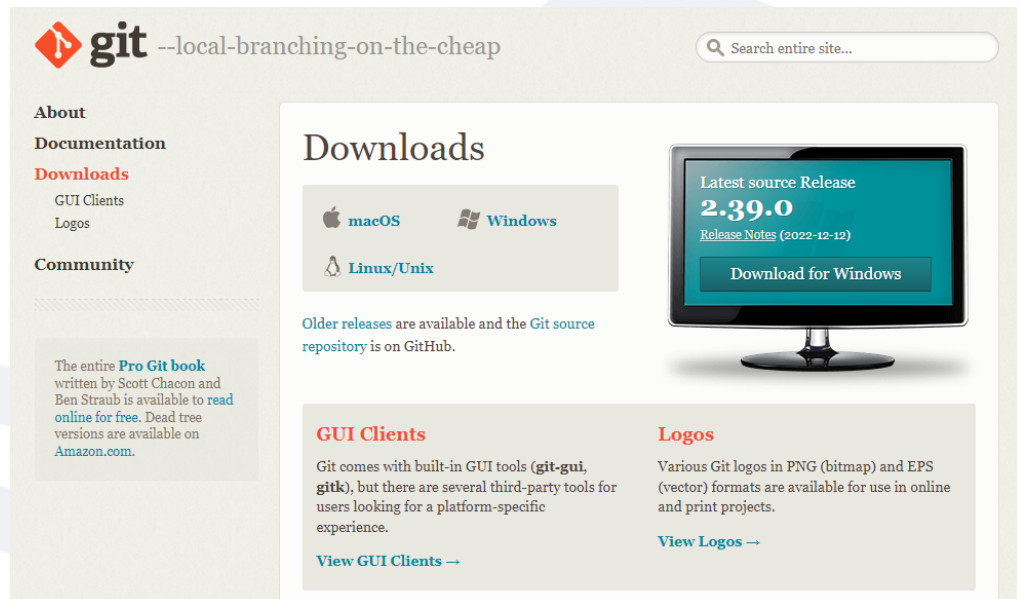 git --local-branching-on-the-cheap
Search entire site...
About
Documentation
Downloads
GUI Clients
Logos
Community
The entire Pro Git book
written by Scott Chacon and
Ben Straub is available to read
online for free. Dead tree
versions are available on
Amazon.com.
Downloads
macOS
Windows
Linux/Unix
Older releases are available and the Git source
repository is on GitHub.
Latest source Release
2.39.0
Release Notes (2022-12-12)
Download for Windows
GUI Clients
Git comes with built-in GUI tools (git-gui,
gitk), but there are several third-party tools for
users looking for a platform-specific
experience.
View GUI Clients →
Logos
Various Git logos in PNG (bitmap) and EPS
(vector) formats are available for use in online
and print projects.
View Logos →